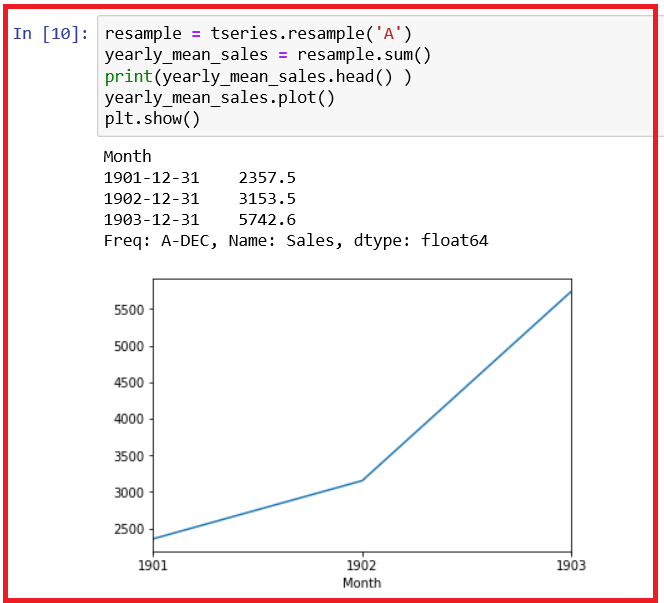 In [10]: resample = tseries.resample('A')
yearly_mean_sales = resample.sum()
print(yearly_mean_sales.head() )
yearly_mean_sales.plot()
plt.show()
Month
1901-12-31    2357.5
1902-12-31    3153.5
1903-12-31    5742.6
Freq: A-DEC, Name: Sales, dtype: float64
5500
5000
4500
4000
3500
3000
2500
1901 1902 1903
Month